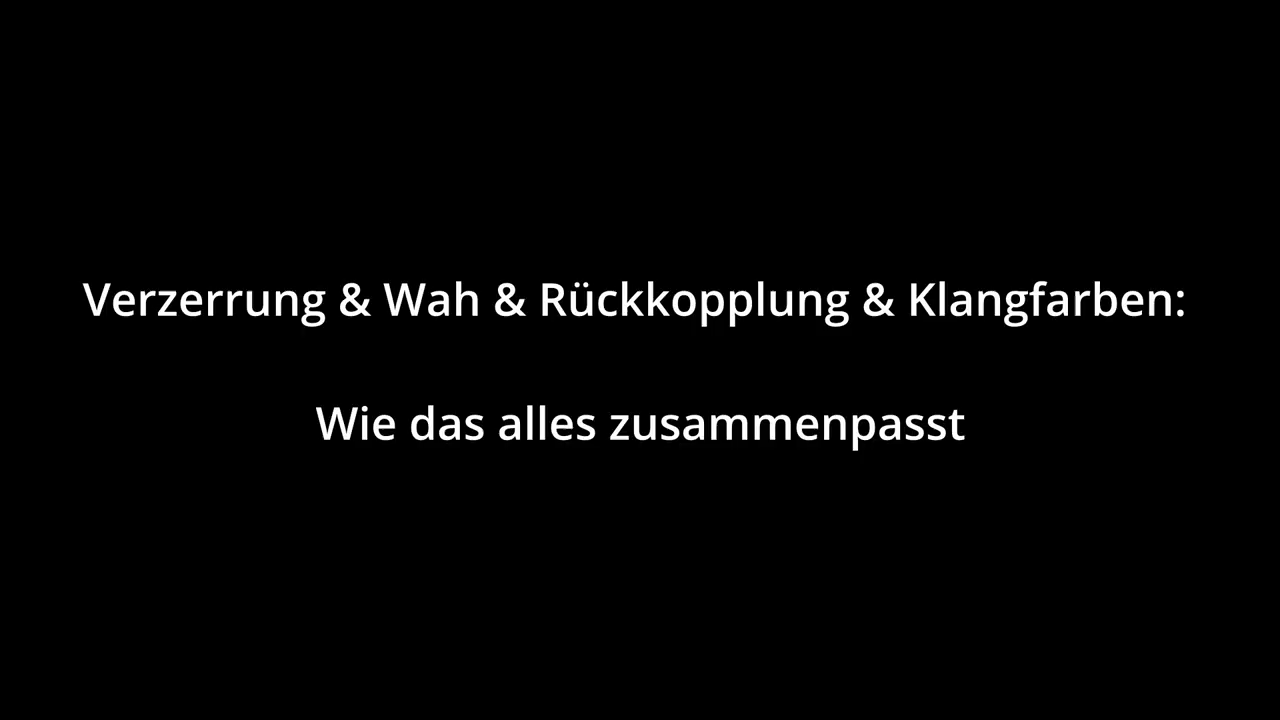 Verzerrung & Wah & Rückkopplung & Klangfarben:
Wie das alles zusammenpasst